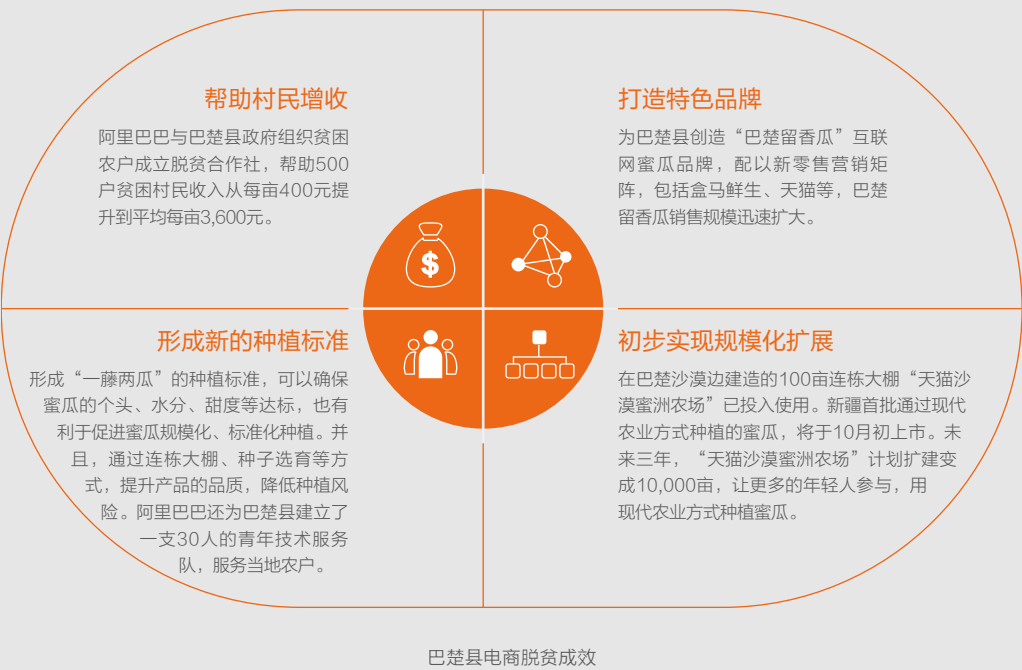 帮助村民增收
阿里巴巴与巴楚县政府组织贫困
农户成立脱贫合作社，帮助500
户贫困村民收入从每亩400元提
升到平均每亩3,600元。
打造特色品牌
为巴楚县创造“巴楚留香瓜”互联
网蜜瓜品牌，配以新零售营销矩
阵，包括盒马鲜生、天猫等，巴楚
留香瓜销售规模迅速扩大。
$
形成新的种植标准
形成“一藤两瓜”的种植标准，可以确保
蜜瓜的个头、水分、甜度等达标，也有
利于促进蜜瓜规模化、标准化种植。并
且，通过连栋大棚、种子选育等方
式，提升产品的品质，降低种植风
险。阿里巴巴还为巴楚县建立了
一支30人的青年技术服务
队，服务当地农户。
初步实现规模化扩展
在巴楚沙漠边建造的100亩连栋大棚“天猫沙
漠蜜洲农场”已投入使用。新疆首批通过现代
农业方式种植的蜜瓜，将于10月初上市。未
来三年，“天猫沙漠蜜洲农场”计划扩建变
成10,000亩，让更多的年轻人参与，用
现代农业方式种植蜜瓜。
巴楚县电商脱贫成效